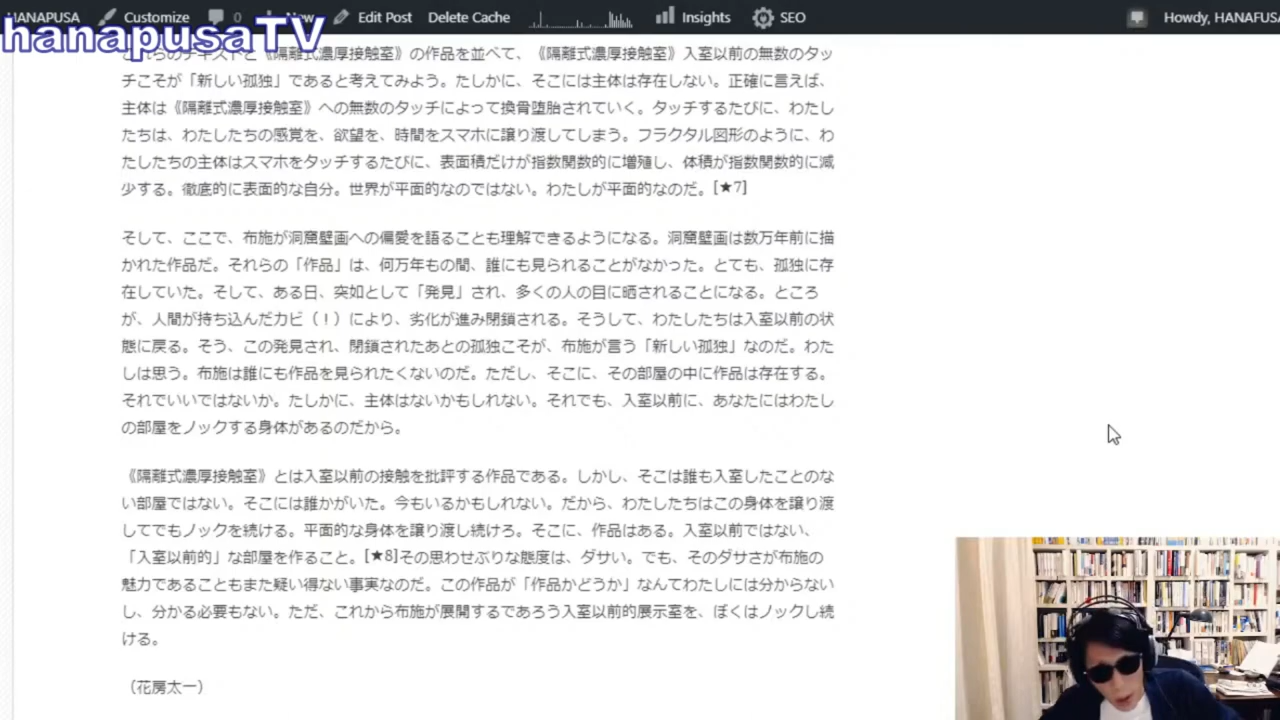 HANAPUSA Customize 0 New Edit Post Delete Cache Insights SEO Howdy, HANAFUSA
hanapusaTV
《隔離式濃厚接触室》の作品を並べて、《隔離式濃厚接触室》入室以前の無数のタッ
チこそが「新しい孤独」であると考えてみよう。たしかに、そこには主体は存在しない。正確に言えば、
主体は《隔離式濃厚接触室》への無数のタッチによって換骨堕胎されていく。タッチするたびに、わたし
たちは、わたしたちの感覚を、欲望を、時間をスマホに譲り渡してしまう。フラクタル図形のように、わ
たしたちの主体はスマホをタッチするたびに、表面積だけが指数関数的に増殖し、体積が指数関数的に減
少する。徹底的に表面的な自分。世界が平面的なのではない。わたしが平面的なのだ。[★7]
そして、ここで、布施が洞窟壁画への偏愛を語ることも理解できるようになる。洞窟壁画は数万年前に描
かれた作品だ。それらの「作品」は、何万年もの間、誰にも見られることがなかった。とても、孤独に存
在していた。そして、ある日、突如として「発見」され、多くの人の目に晒されることになる。ところ
が、人間が持ち込んだカビ（！）により、劣化が進み閉鎖される。そうして、わたしたちは入室以前の状
態に戻る。そう、この発見され、閉鎖されたあとの孤独こそが、布施が言う「新しい孤独」なのだ。わた
しは思う。布施は誰にも作品を見られたくないのだ。ただし、そこに、その部屋の中に作品は存在する。
それでいいではないか。たしかに、主体はないかもしれない。それでも、入室以前に、あなたにはわたし
の部屋をノックする身体があるのだから。
《隔離式濃厚接触室》とは入室以前の接触を批評する作品である。しかし、そこは誰も入室したことのな
い部屋ではない。そこには誰かがいた。今もいるかもしれない。だから、わたしたちはこの身体を譲り渡
してでもノックを続ける。平面的な身体を譲り渡し続けろ。そこに、作品はある。入室以前ではない、
「入室以前的」な部屋を作ること。[★8]その思わせぶりな態度は、ダサい。でも、そのダサさが布施の
魅力であることもまた疑い得ない事実なのだ。この作品が「作品かどうか」なんてわたしには分からない
し、分かる必要もない。ただ、これから布施が展開するであろう入室以前的展示室を、ぼくはノックし続
ける。
（花房太一）